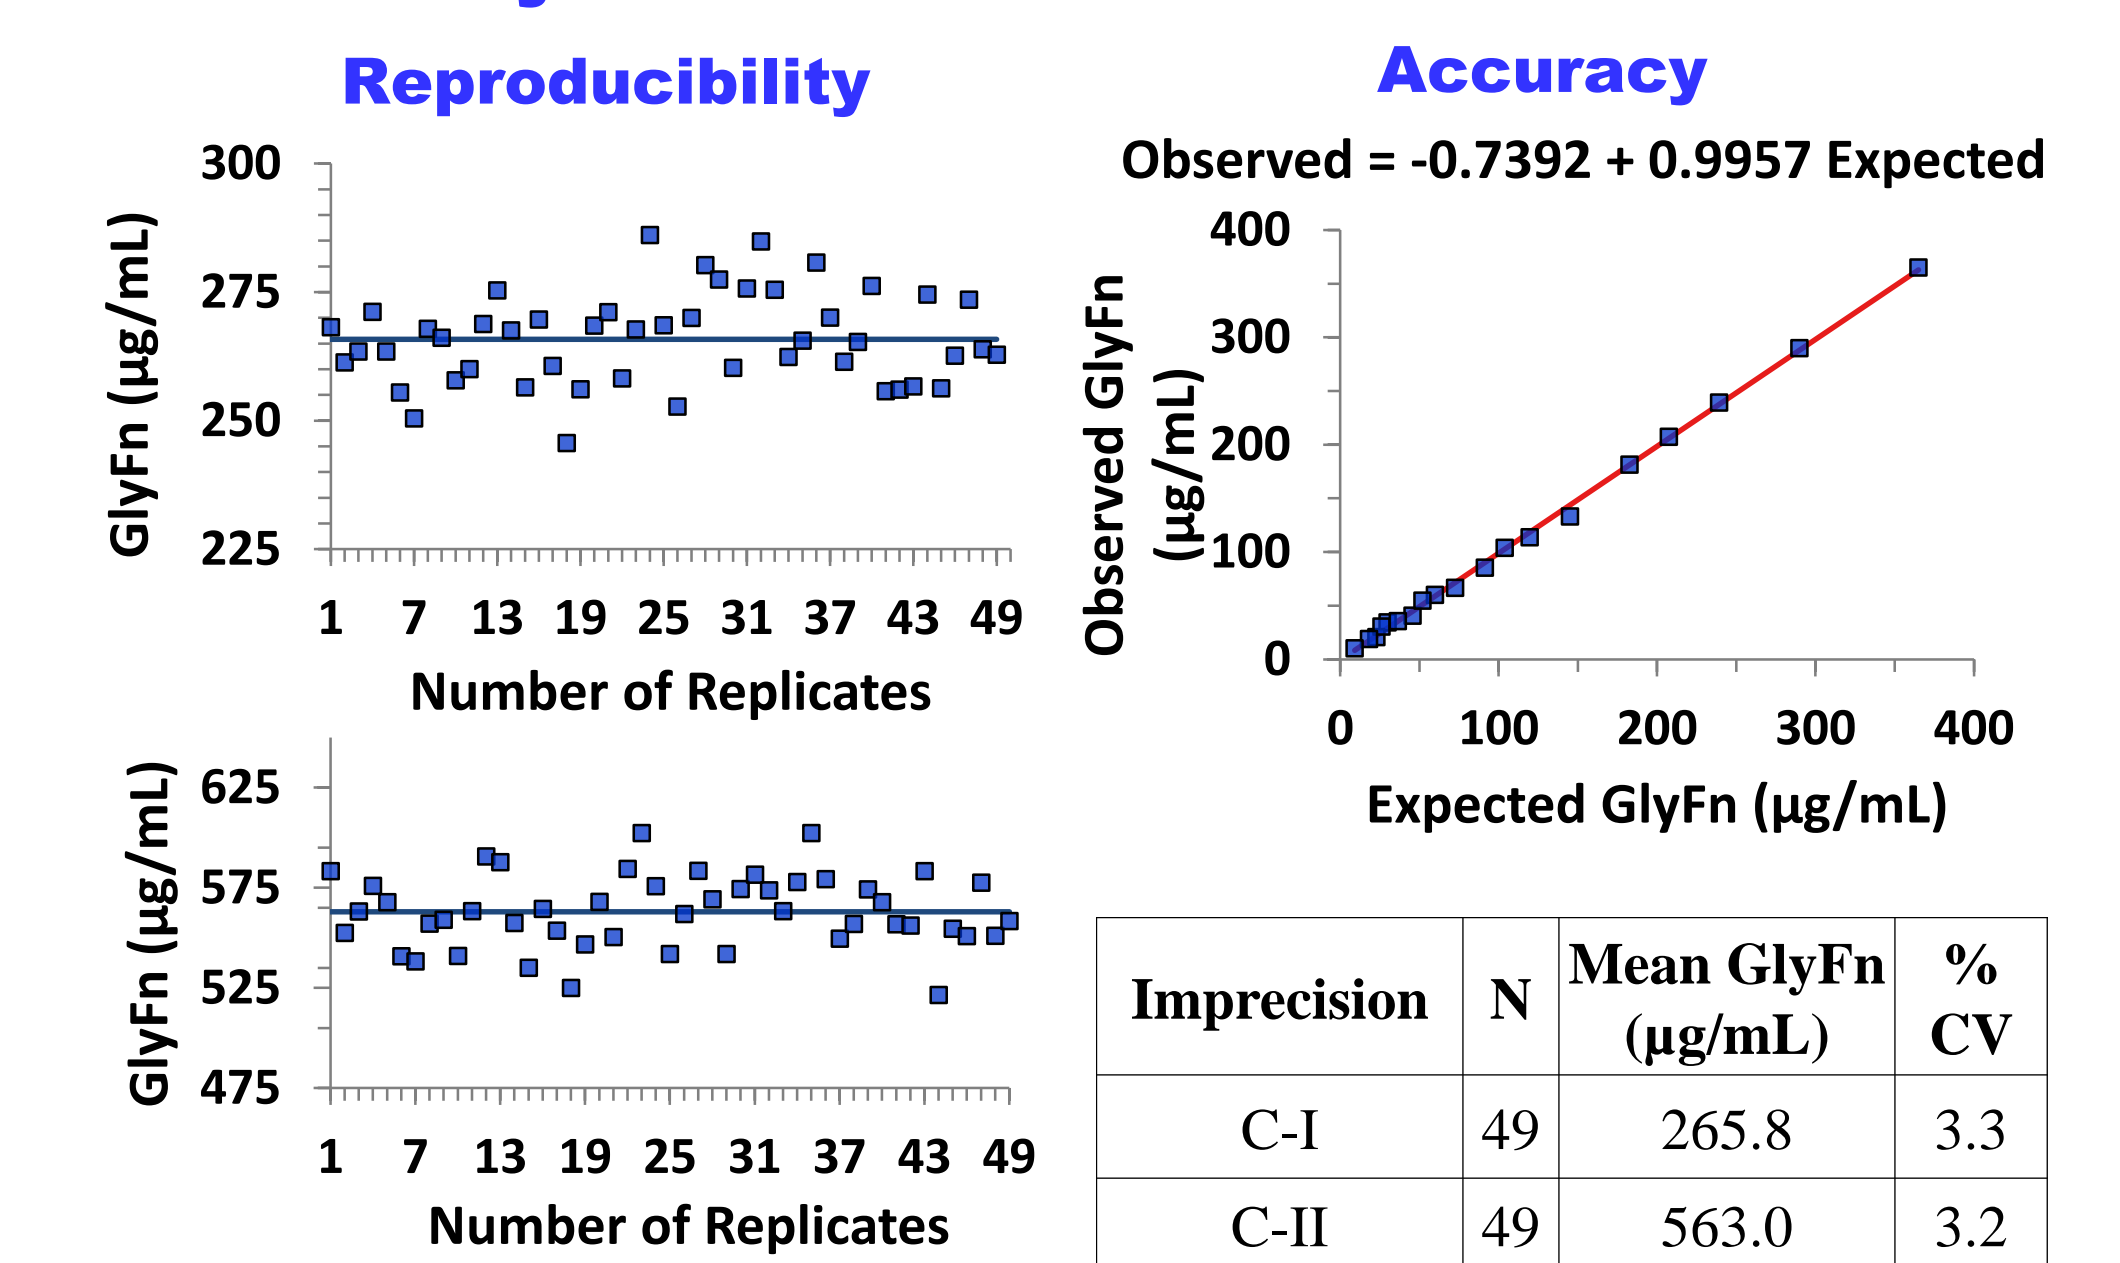 Reproducibility
300
275
250
225
GlyFn (µg/mL)
1 7 13 19 25 31 37 43 49
Number of Replicates
625
575
525
475
GlyFn (µg/mL)
1 7 13 19 25 31 37 43 49
Number of Replicates
Accuracy
Observed = -0.7392 + 0.9957 Expected
400
300
200
100
0
Observed GlyFn
(µg/mL)
0 100 200 300 400
Expected GlyFn (µg/mL)
Imprecision N Mean GlyFn (µg/mL) % CV
C-I 49 265.8 3.3
C-II 49 563.0 3.2